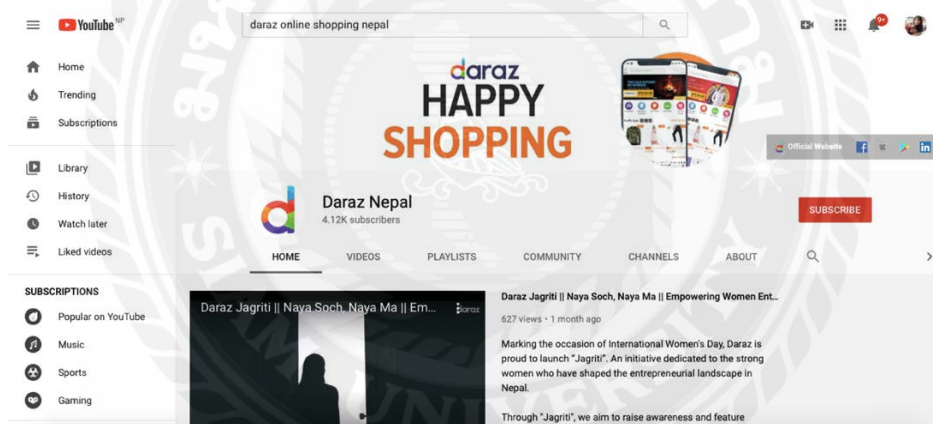 YouTube NP
daraz online shopping nepal
9+
Home
Trending
Subscriptions
Library
History
Watch later
Liked videos
SUBSCRIPTIONS
Popular on YouTube
Music
Sports
Gaming
daraz
HAPPY
SHOPPING
Official Website
Daraz Nepal
4.12K subscribers
SUBSCRIBE
HOME VIDEOS PLAYLISTS COMMUNITY CHANNELS ABOUT
Daraz Jagriti || Naya Soch, Naya Ma || Em...
daraz
Daraz Jagriti || Naya Soch, Naya Ma || Empowering Women Ent...
627 views • 1 month ago
Marking the occasion of International Women's Day, Daraz is
proud to launch "Jagriti". An initiative dedicated to the strong
women who have shaped the entrepreneurial landscape in
Nepal.
Through "Jagriti", we aim to raise awareness and feature